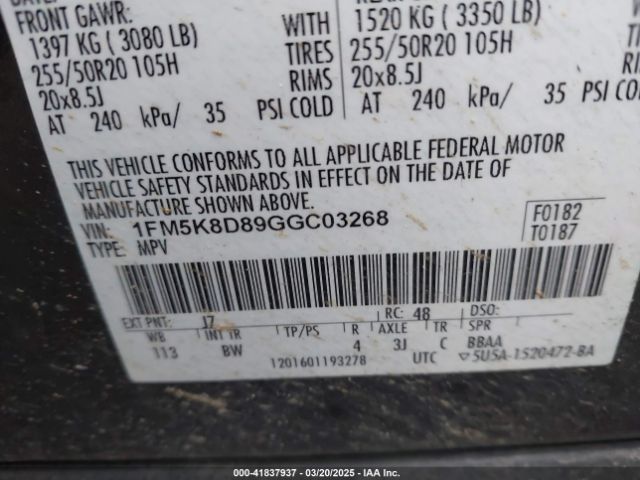 FRONT GAWR:
1397 KG ( 3080 LB) WITH 1520 KG ( 3350 LB)
255/50R20 105H TIRES 255/50R20 105H
20x8.5J RIMS 20x8.5J
AT 240 kPa/ 35 PSI COLD AT 240 kPa/ 35 PSI CO
THIS VEHICLE CONFORMS TO ALL APPLICABLE FEDERAL MOTOR
VEHICLE SAFETY STANDARDS IN EFFECT ON THE DATE OF
MANUFACTURE SHOWN ABOVE.
VIN: 1FM5K8D89GGC03268 F0182
TYPE: MPV T0187
EXT PNT: J7 RC: 48 DSO:
WB INT TR TP/PS R AXLE TR SPR
113 BW 4 3J C BBAA
1201601193278 UTC ▽5U5A-1520472-BA
00-41837937 - 03/20/2025 - IAA Inc.